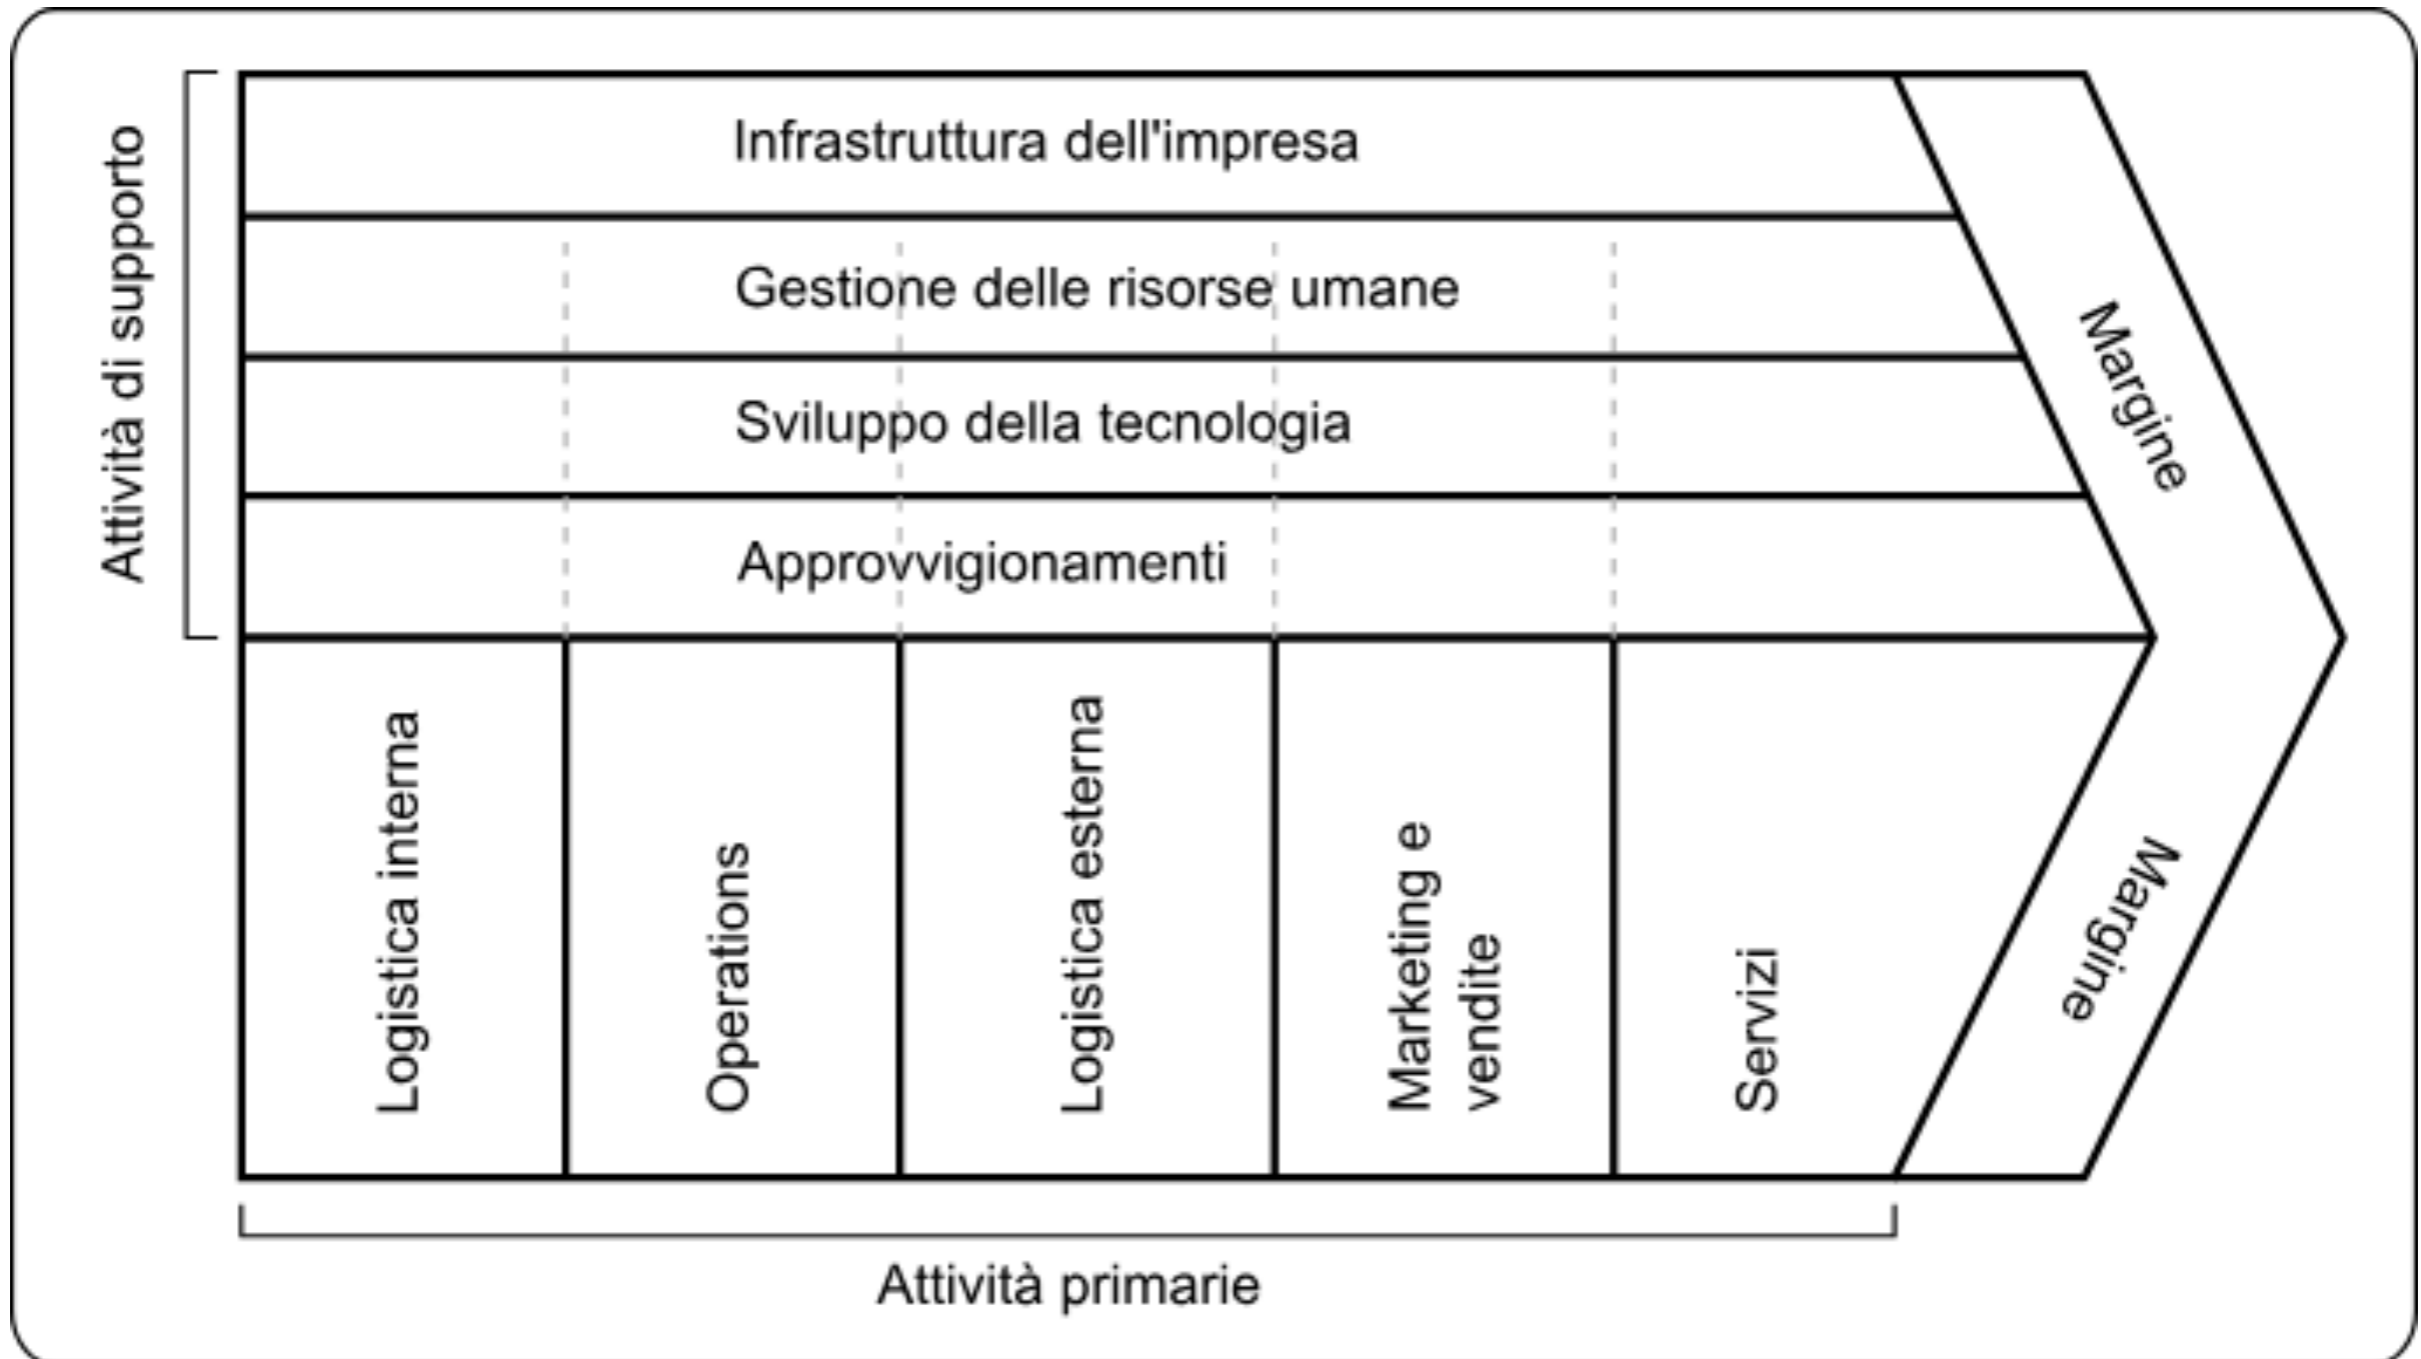 Attività di supporto
Infrastruttura dell'impresa
Gestione delle risorse umane
Sviluppo della tecnologia
Approvvigionamenti
Margine
Logistica interna
Operations
Logistica esterna
Marketing e
vendite
Servizi
Margine
Attività primarie